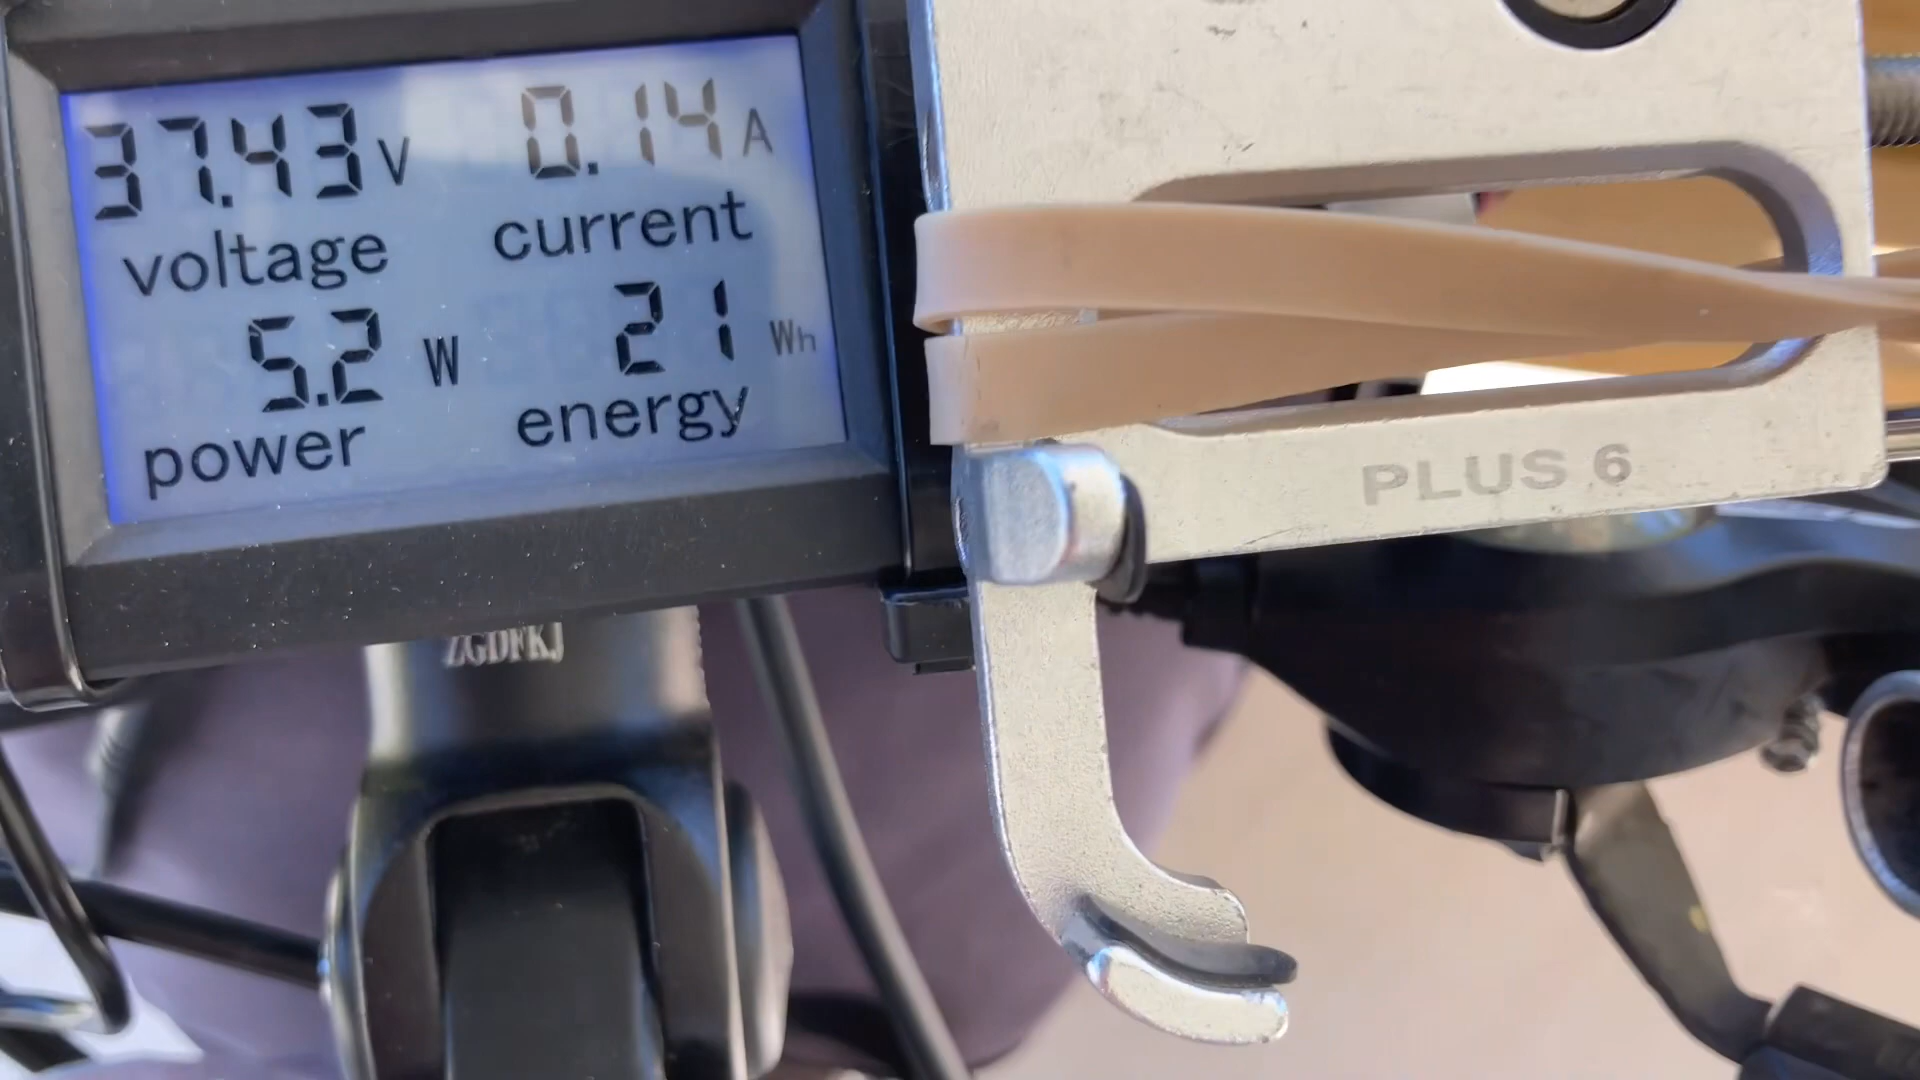 37.43 V 0.14 A
voltage current
5.2 W 21 Wh
power energy
PLUS 6
ZGDFKJ